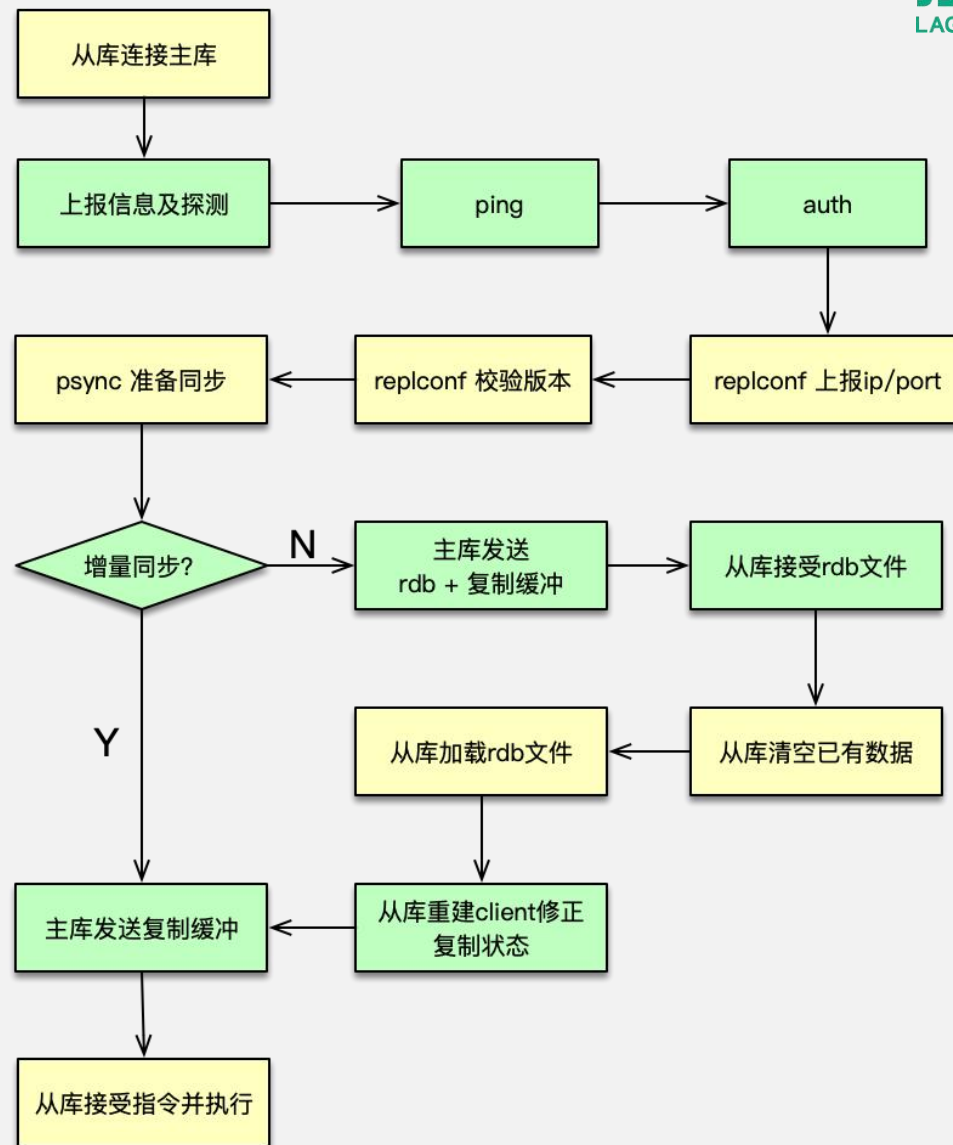 LAG
从库连接主库
上报信息及探测
ping
auth
psync 准备同步
replconf 校验版本
replconf 上报ip/port
增量同步?
N
主库发送
rdb + 复制缓冲
从库接受rdb文件
Y
从库加载rdb文件
从库清空已有数据
主库发送复制缓冲
从库重建client修正
复制状态
从库接受指令并执行